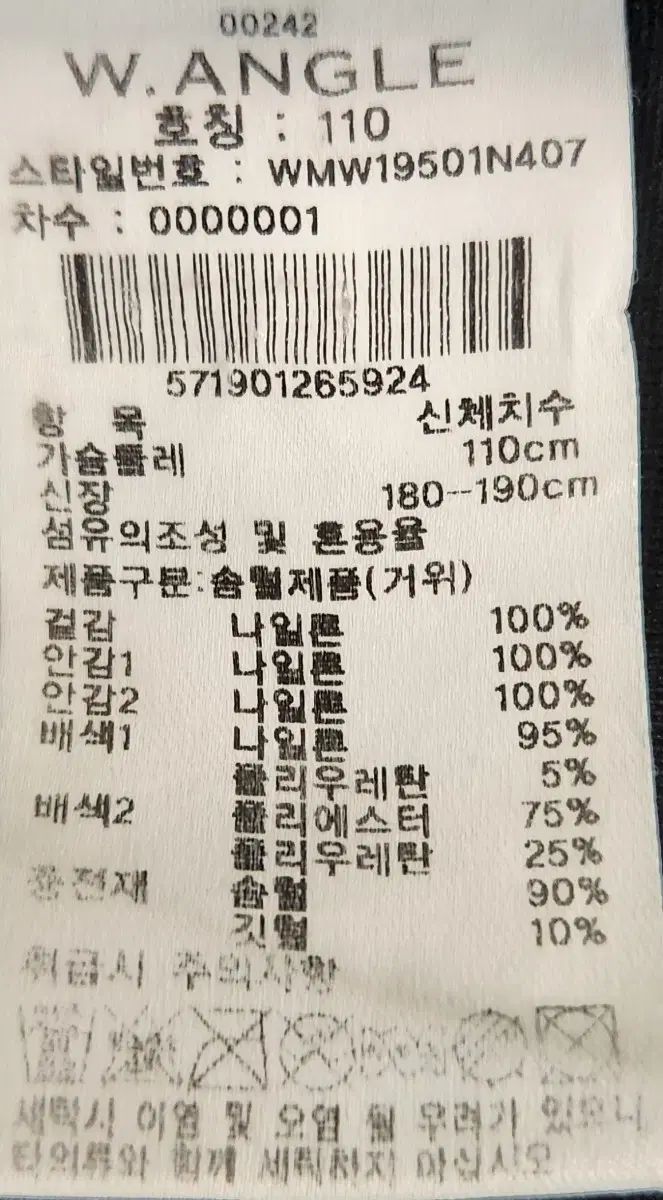 00242
W.ANGLE
호칭 : 110
스타일번호 : WMW19501N407
차수 : 0000001
571901265924
항 목 신체치수
가슴둘레 110cm
신장 180--190cm
섬유의조성 및 혼용율
제품구분:솜털제품(거위)
겉감 나일론 100%
안감1 나일론 100%
안감2 나일론 100%
배색1 나일론 95%
폴리우레탄 5%
배색2 폴리에스터 75%
폴리우레탄 25%
충전재 솜털 90%
깃털 10%
취급시 주의사항
세탁시 이염 및 오염 될 우려가 있으니
타의류와 함께 세탁하지 마십시오